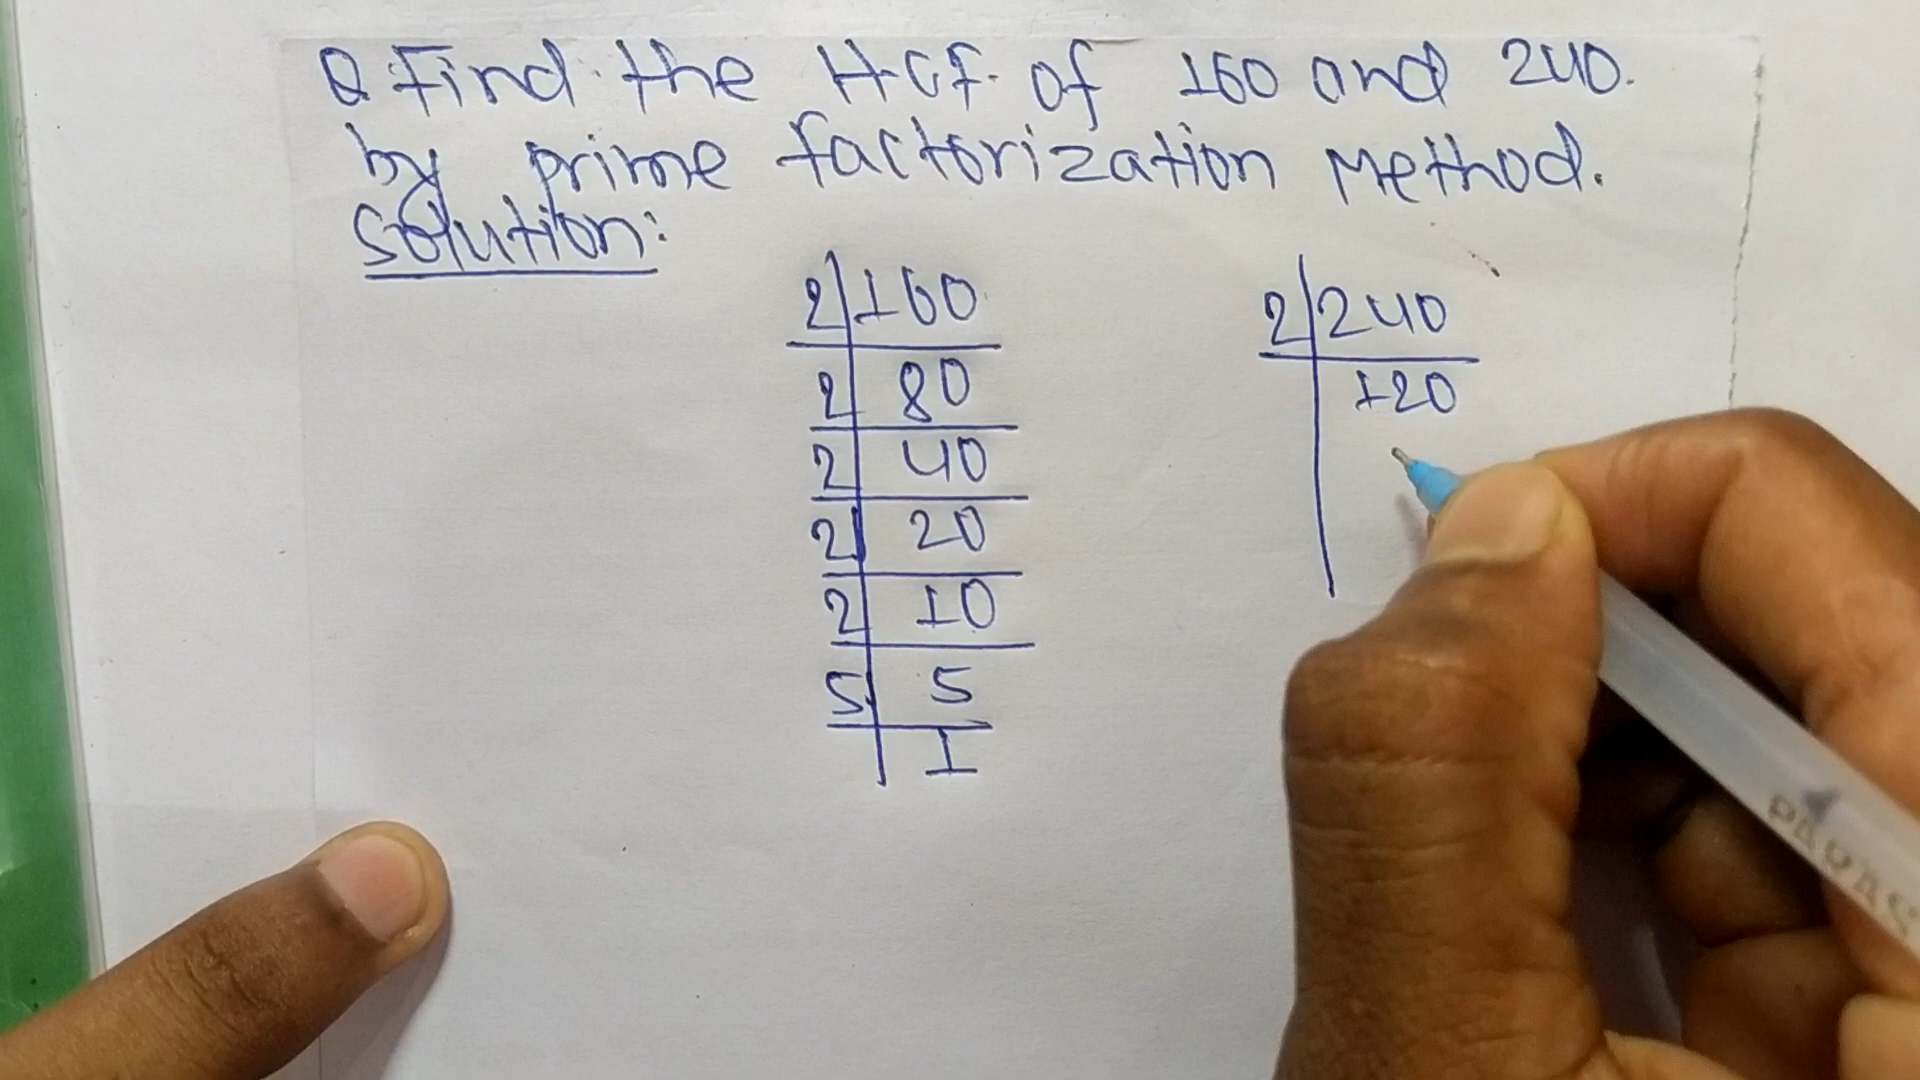 Q Find the H.C.F. of 160 and 240.
by prime factorization Method.
Solution:
2 160
2 80
2 40
2 20
2 10
5 5
1
2 240
120
PARAS